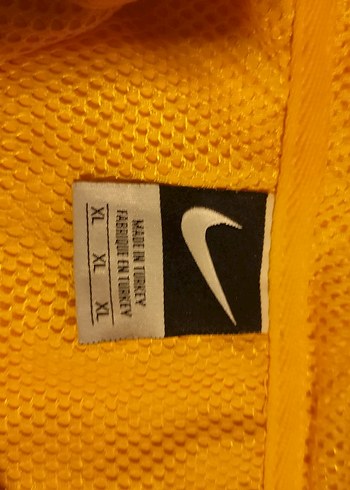 MADE IN TURKEY
FABRIQUE EN TURKEY
XL XL XL